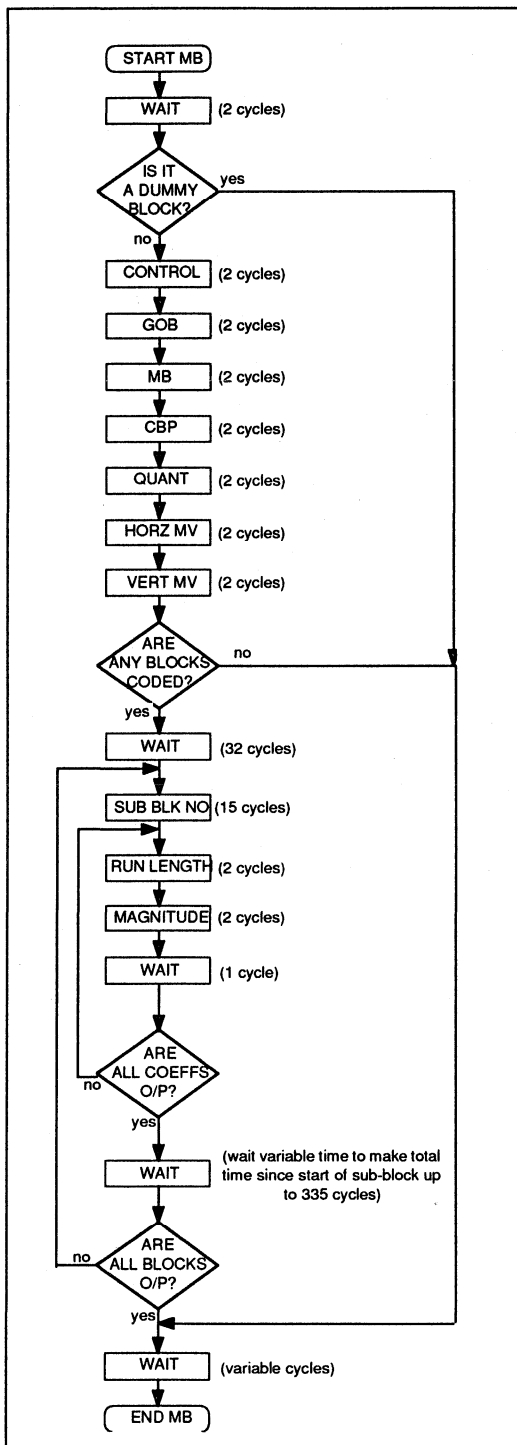 START MB
WAIT (2 cycles)
IS IT
A DUMMY
BLOCK?
yes
no
CONTROL (2 cycles)
GOB (2 cycles)
MB (2 cycles)
CBP (2 cycles)
QUANT (2 cycles)
HORZ MV (2 cycles)
VERT MV (2 cycles)
ARE
ANY BLOCKS
CODED?
no
yes
WAIT (32 cycles)
SUB BLK NO (15 cycles)
RUN LENGTH (2 cycles)
MAGNITUDE (2 cycles)
WAIT (1 cycle)
ARE
ALL COEFFS
O/P?
no
yes
WAIT
(wait variable time to make total
time since start of sub-block up
to 335 cycles)
ARE
ALL BLOCKS
O/P?
no
yes
WAIT (variable cycles)
END MB